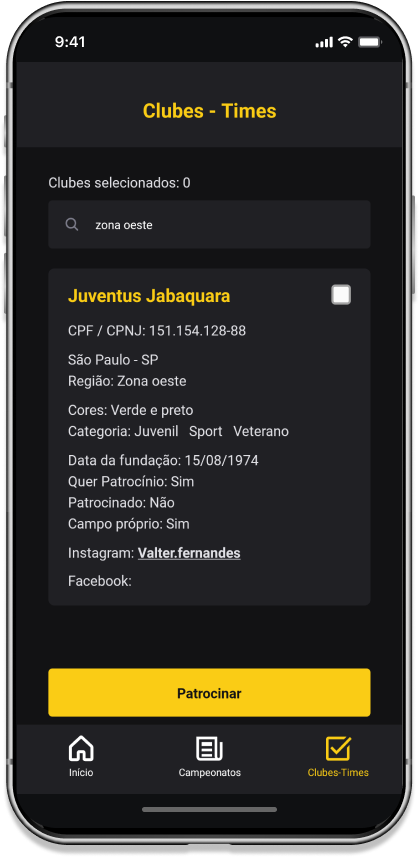 9:41
Clubes - Times
Clubes selecionados: 0
zona oeste
Juventus Jabaquara
CPF / CPNJ: 151.154.128-88
São Paulo - SP
Região: Zona oeste
Cores: Verde e preto
Categoria: Juvenil Sport Veterano
Data da fundação: 15/08/1974
Quer Patrocínio: Sim
Patrocinado: Não
Campo próprio: Sim
Instagram: Valter.fernandes
Facebook:
Patrocinar
Início Campeonatos Clubes-Times